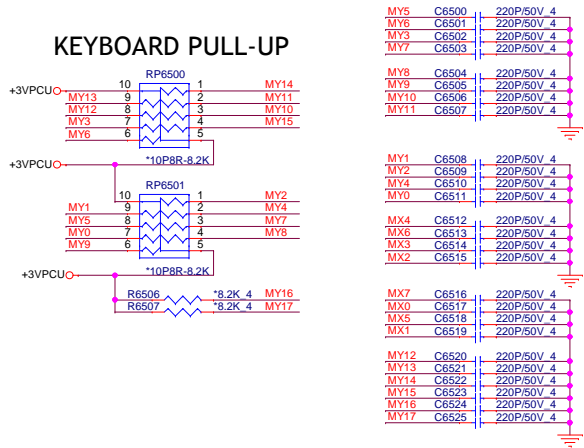 KEYBOARD PULL-UP
RP6500
+3VPCU 10 1 MY14
MY13 9 2 MY11
MY12 8 3 MY10
MY3 7 4 MY15
MY6 6 5
+3VPCU *10P8R-8.2K
RP6501
10 1 MY2
MY1 9 2 MY4
MY5 8 3 MY7
MY0 7 4 MY8
MY9 6 5
+3VPCU *10P8R-8.2K
R6506 *8.2K_4 MY16
R6507 *8.2K_4 MY17
MY5 C6500 220P/50V_4
MY6 C6501 220P/50V_4
MY3 C6502 220P/50V_4
MY7 C6503 220P/50V_4
MY8 C6504 220P/50V_4
MY9 C6505 220P/50V_4
MY10 C6506 220P/50V_4
MY11 C6507 220P/50V_4
MY1 C6508 220P/50V_4
MY2 C6509 220P/50V_4
MY4 C6510 220P/50V_4
MY0 C6511 220P/50V_4
MX4 C6512 220P/50V_4
MX6 C6513 220P/50V_4
MX3 C6514 220P/50V_4
MX2 C6515 220P/50V_4
MX7 C6516 220P/50V_4
MX0 C6517 220P/50V_4
MX5 C6518 220P/50V_4
MX1 C6519 220P/50V_4
MY12 C6520 220P/50V_4
MY13 C6521 220P/50V_4
MY14 C6522 220P/50V_4
MY15 C6523 220P/50V_4
MY16 C6524 220P/50V_4
MY17 C6525 220P/50V_4